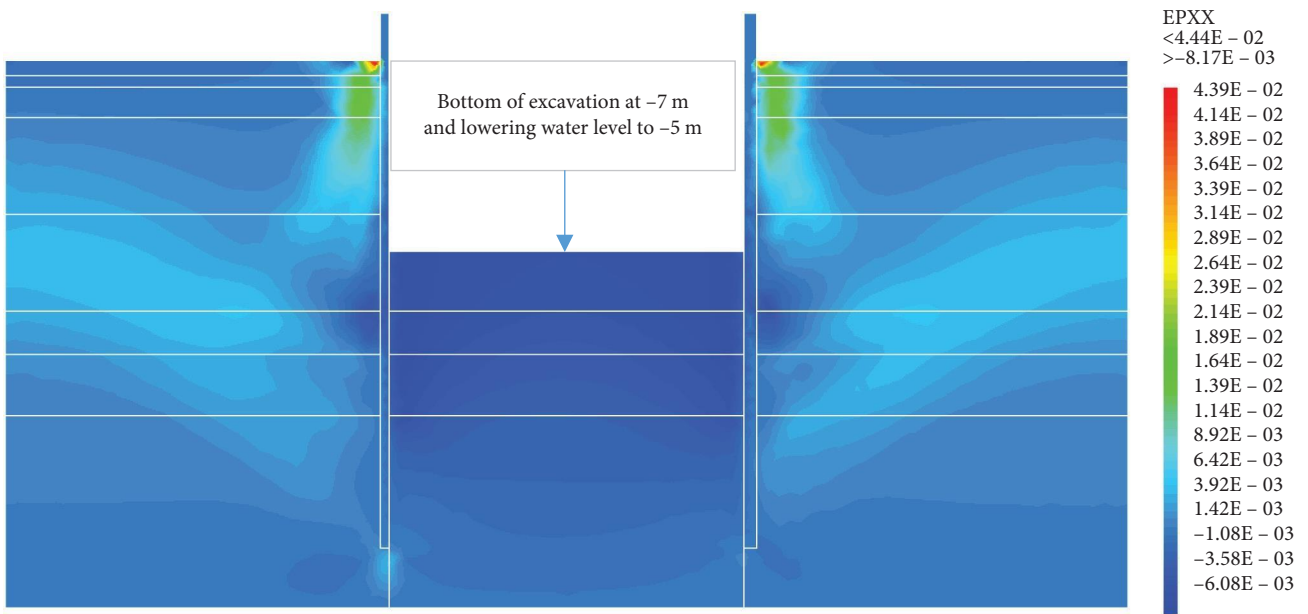 Bottom of excavation at –7 m
and lowering water level to –5 m
EPXX
<4.44E – 02
>–8.17E – 03
4.39E – 02
4.14E – 02
3.89E – 02
3.64E – 02
3.39E – 02
3.14E – 02
2.89E – 02
2.64E – 02
2.39E – 02
2.14E – 02
1.89E – 02
1.64E – 02
1.39E – 02
1.14E – 02
8.92E – 03
6.42E – 03
3.92E – 03
1.42E – 03
–1.08E – 03
–3.58E – 03
–6.08E – 03